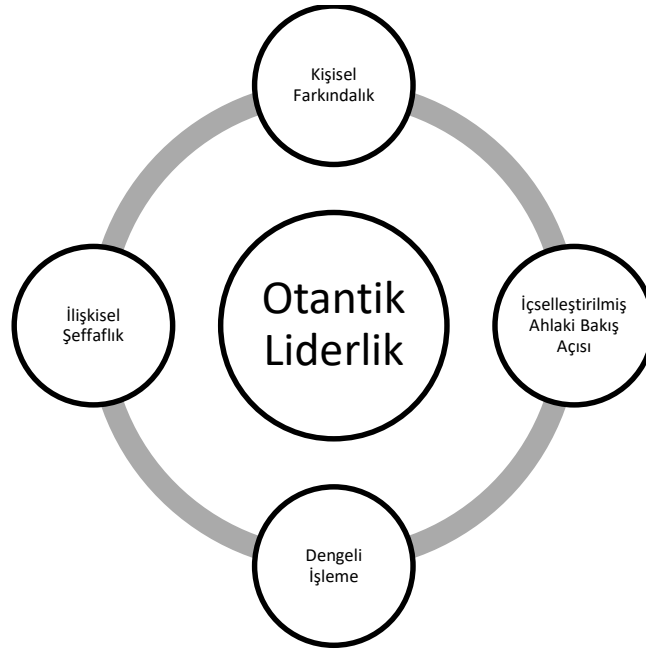 Kişisel
Farkındalık
Otantik
Liderlik
İlişkisel
Şeffaflık
İçselleştirilmiş
Ahlaki Bakış
Açısı
Dengeli
İşleme